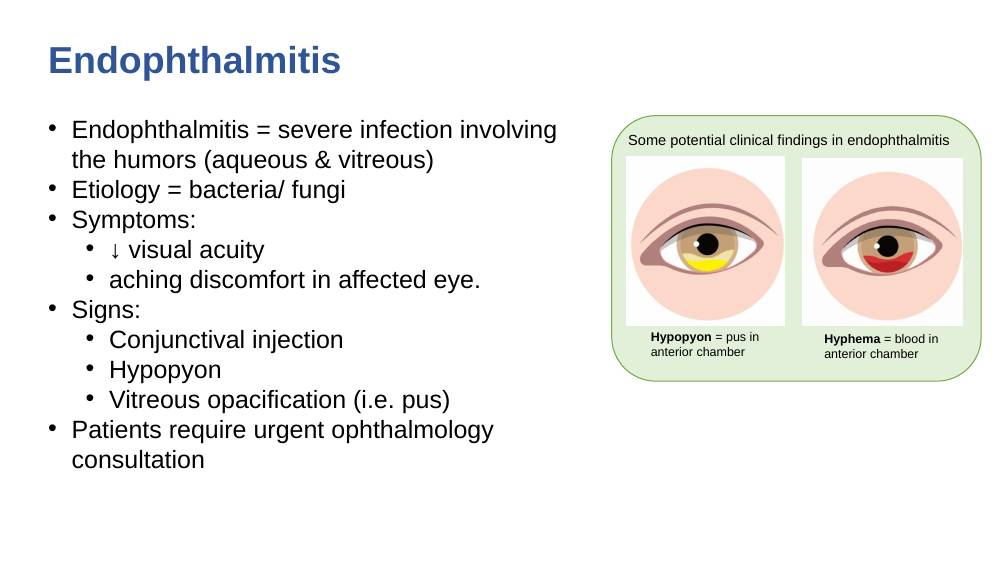 Endophthalmitis
• Endophthalmitis = severe infection involving
the humors (aqueous & vitreous)
• Etiology = bacteria/ fungi
• Symptoms:
• ↓ visual acuity
• aching discomfort in affected eye.
• Signs:
• Conjunctival injection
• Hypopyon
• Vitreous opacification (i.e. pus)
• Patients require urgent ophthalmology
consultation
Some potential clinical findings in endophthalmitis
Hypopyon = pus in
anterior chamber
Hyphema = blood in
anterior chamber